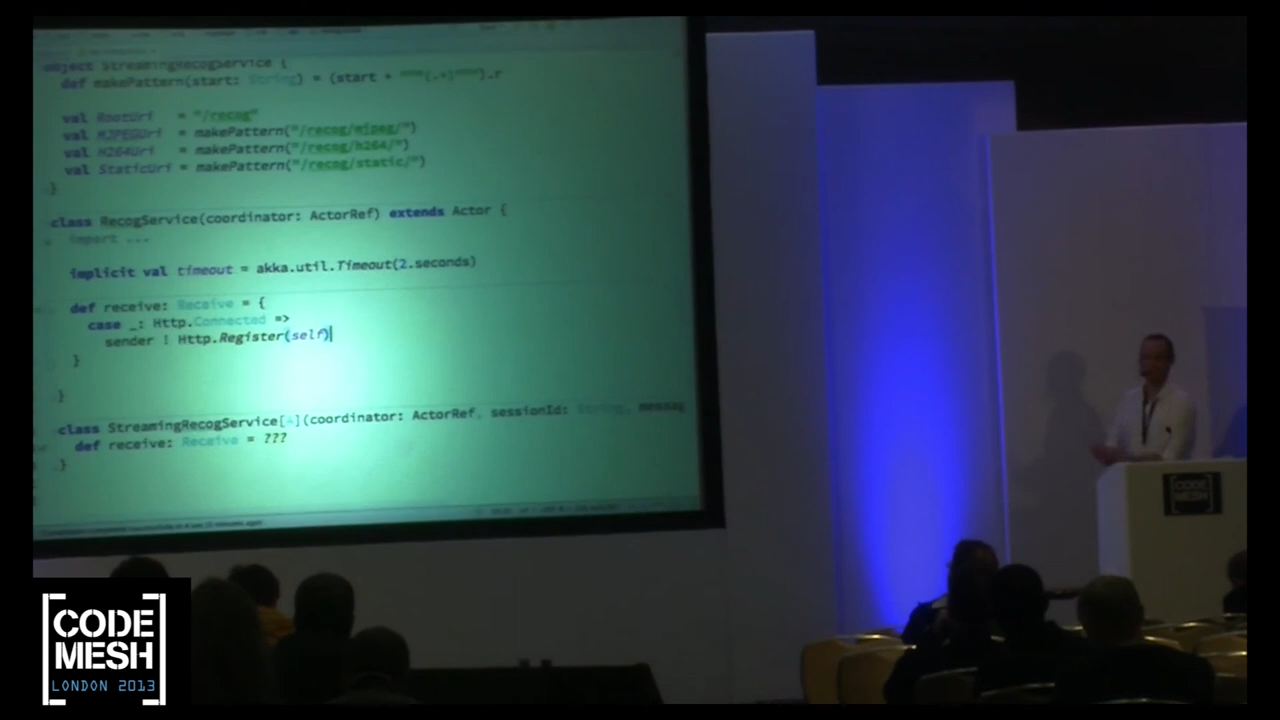 object StreamingRecogService {
def makePattern(start: String) = (start + """(.+)""").r
val RootUri = "/recog"
val MJPEGUri = makePattern("/recog/mjpeg/")
val H264Uri = makePattern("/recog/h264/")
val StaticUri = makePattern("/recog/static/")
}
class RecogService(coordinator: ActorRef) extends Actor {
import ...
implicit val timeout = akka.util.Timeout(2.seconds)
def receive: Receive = {
case _: Http.Connected =>
sender ! Http.Register(self)
}
}
class StreamingRecogService[A](coordinator: ActorRef, sessionId: String, messag
def receive: Receive = ???
}
CODE
MESH
CODE
MESH
LONDON 2013